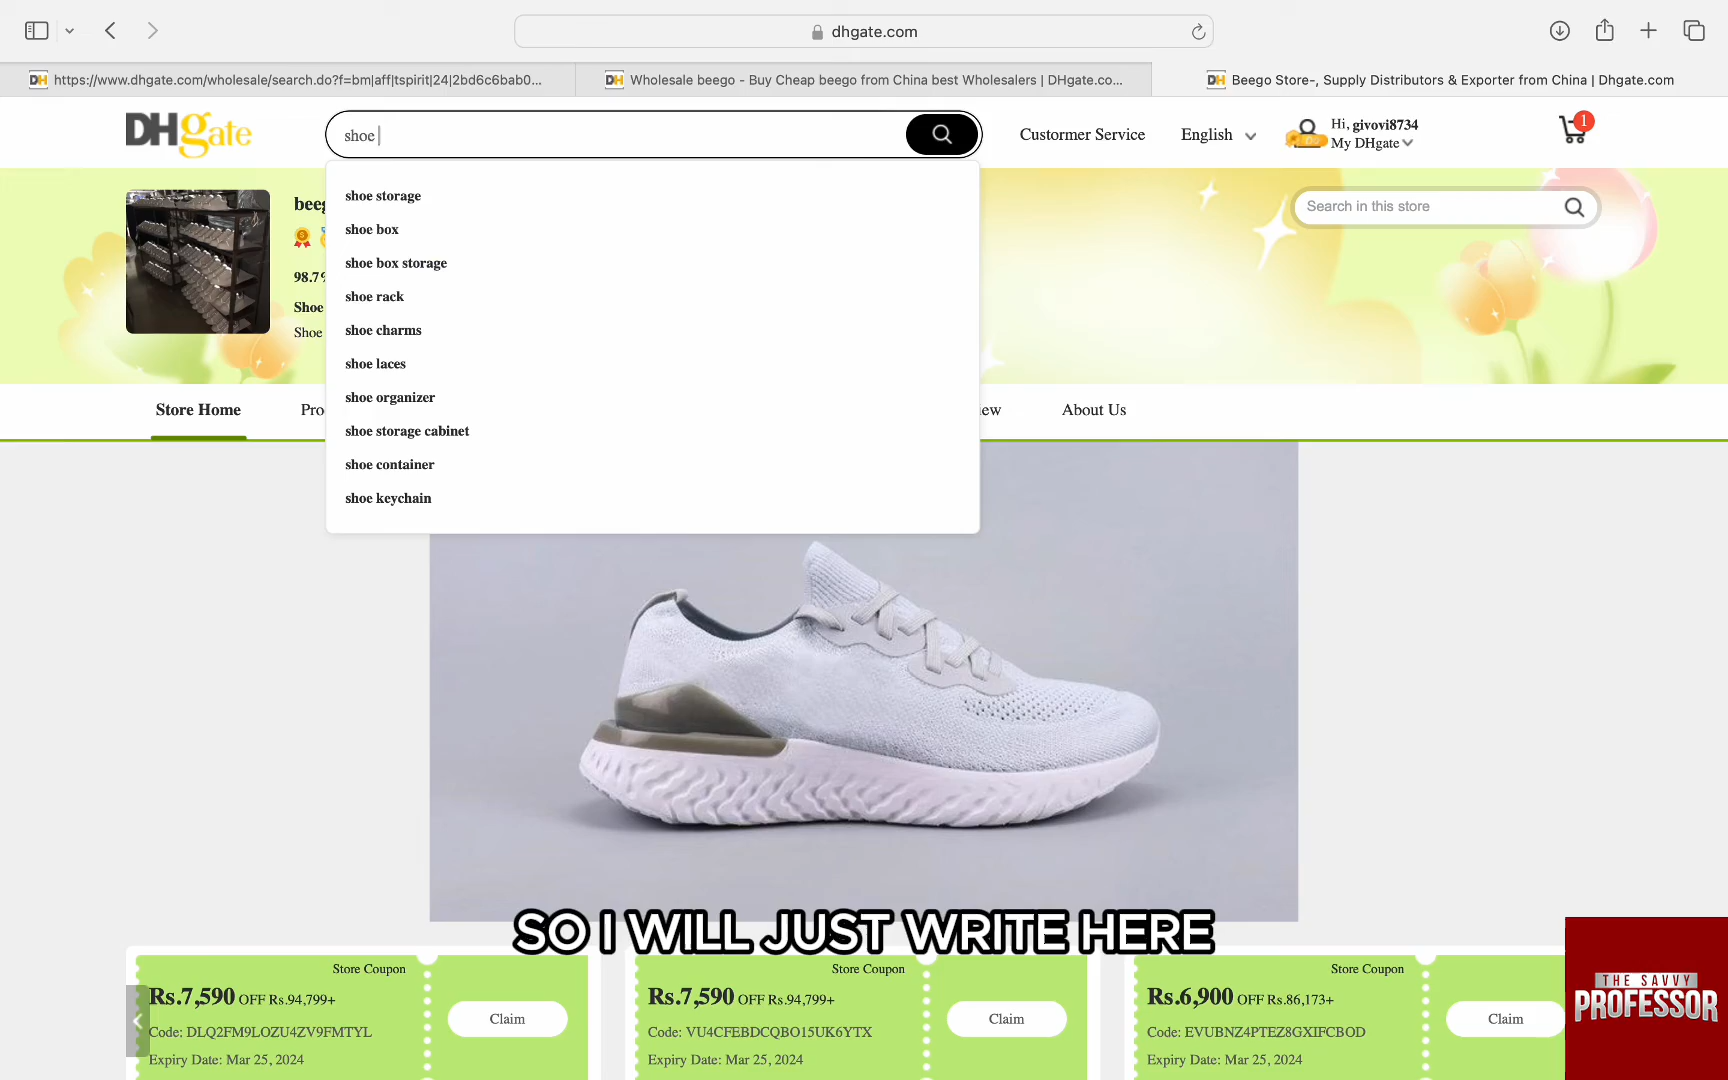 dhgate.com
https://www.dhgate.com/wholesale/search.do?f=bm|aff|tspirit|24|2bd6c6bab0...
Wholesale beego - Buy Cheap beego from China best Wholesalers | DHgate.co...
Beego Store-, Supply Distributors & Exporter from China | Dhgate.com
DHgate
shoe
Custormer Service
English
Hi, givovi8734
My DHgate
1
shoe storage
shoe box
shoe box storage
shoe rack
shoe charms
shoe laces
shoe organizer
shoe storage cabinet
shoe container
shoe keychain
beeg
98.7%
Shoe
Shoe
Search in this store
Store Home
Pro
iew
About Us
SO I WILL JUST WRITE HERE
Store Coupon
Rs.7,590 OFF Rs.94,799+
Code: DLQ2FM9LOZU4ZV9FMTYL
Expiry Date: Mar 25, 2024
Claim
Store Coupon
Rs.7,590 OFF Rs.94,799+
Code: VU4CFEBDCQBO15UK6YTX
Expiry Date: Mar 25, 2024
Claim
Store Coupon
Rs.6,900 OFF Rs.86,173+
Code: EVUBNZ4PTEZ8GXIFCBOD
Expiry Date: Mar 25, 2024
Claim
THE SAVVY
PROFESSOR